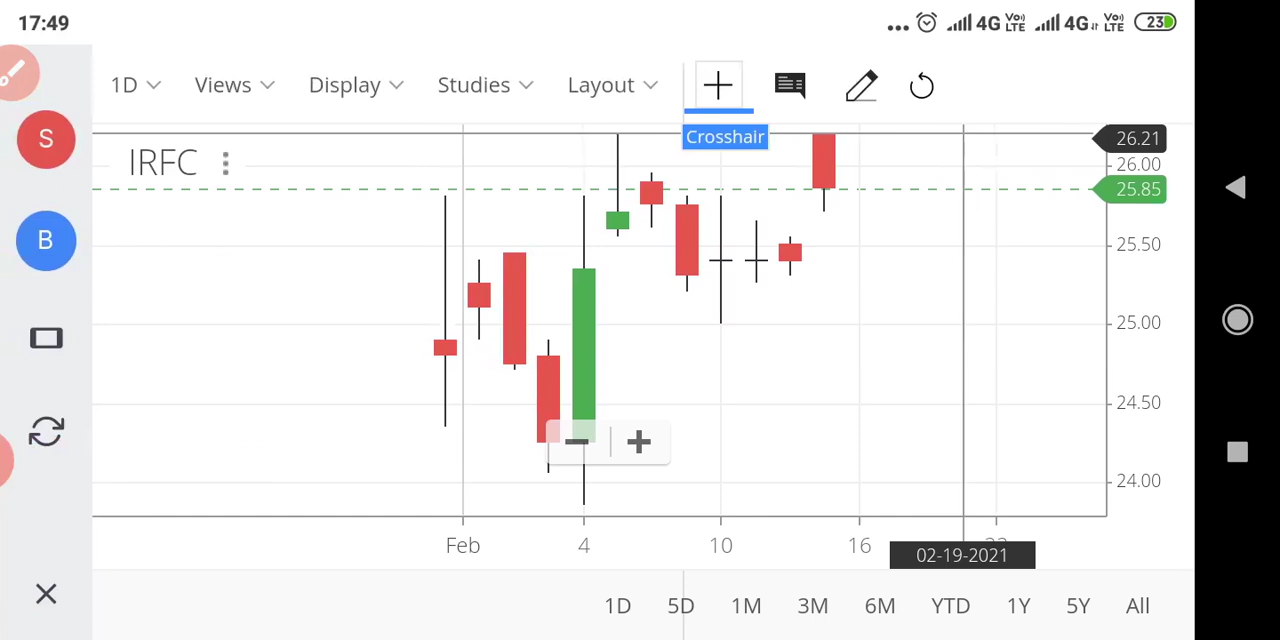 17:49
4G VoLTE 4G VoLTE 23
1D Views Display Studies Layout
Crosshair
S
IRFC
26.21
26.00
25.85
B
25.50
25.00
24.50
24.00
Feb 4 10 16
02-19-2021
1D 5D 1M 3M 6M YTD 1Y 5Y All